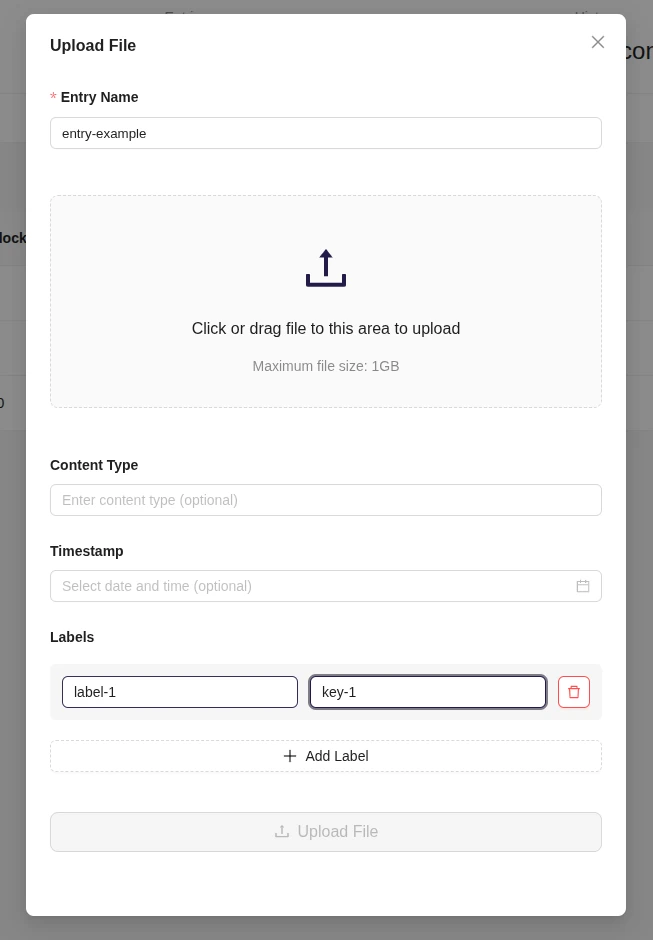 Upload File
* Entry Name
entry-example
Click or drag file to this area to upload
Maximum file size: 1GB
Content Type
Enter content type (optional)
Timestamp
Select date and time (optional)
Labels
label-1 key-1
Add Label
Upload File